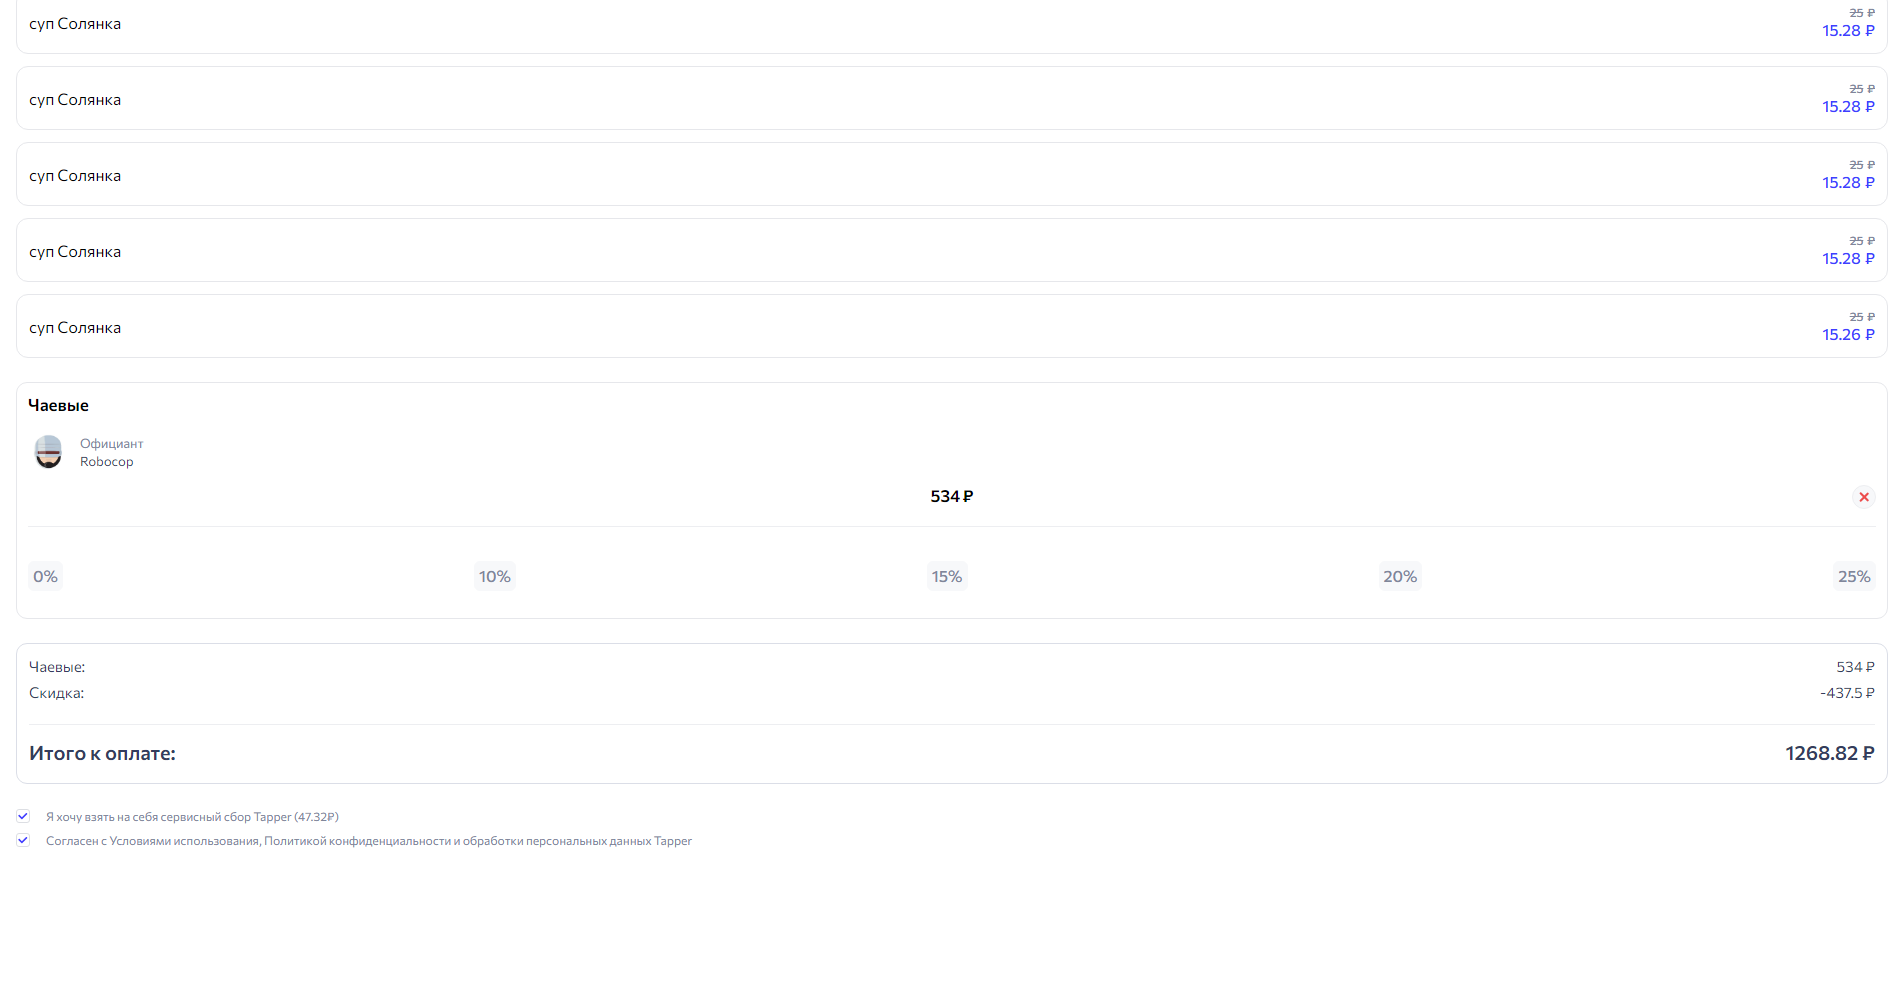 25 ₽
суп Солянка
15.28 ₽
25 ₽
суп Солянка
15.28 ₽
25 ₽
суп Солянка
15.28 ₽
25 ₽
суп Солянка
15.28 ₽
25 ₽
суп Солянка
15.26 ₽
Чаевые
Официант
Robocop
534 ₽
0% 10% 15% 20% 25%
Чаевые: 534 ₽
Скидка: -437.5 ₽
Итого к оплате: 1268.82 ₽
Я хочу взять на себя сервисный сбор Tapper (47.32₽)
Согласен с Условиями использования, Политикой конфиденциальности и обработки персональных данных Tapper